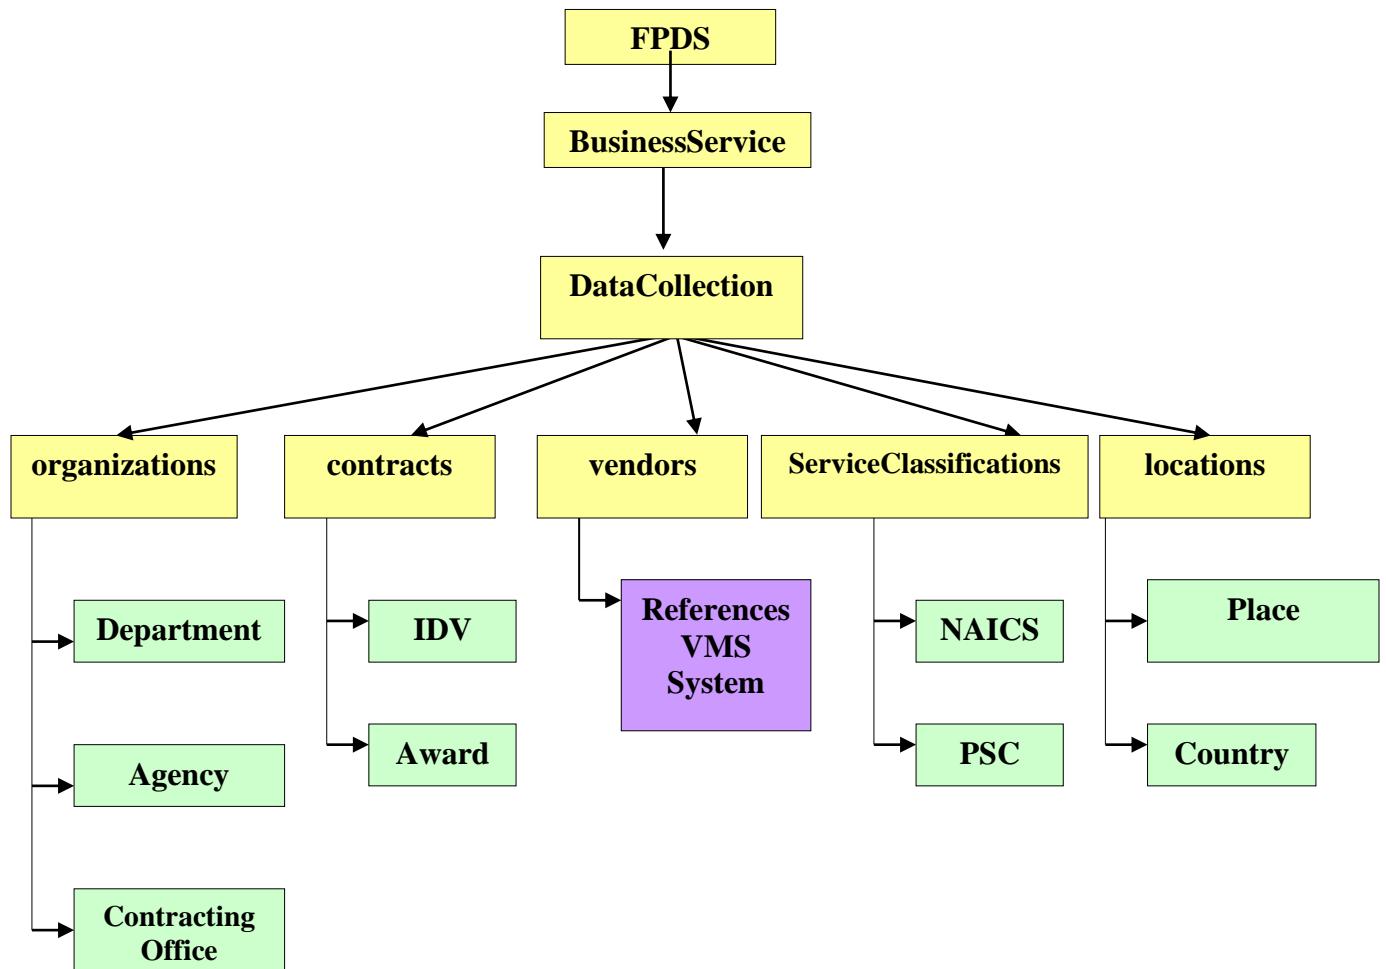 FPDS
BusinessService
DataCollection
organizations
contracts
vendors
ServiceClassifications
locations
Department
IDV
References
VMS
System
NAICS
Place
Agency
Award
PSC
Country
Contracting
Office